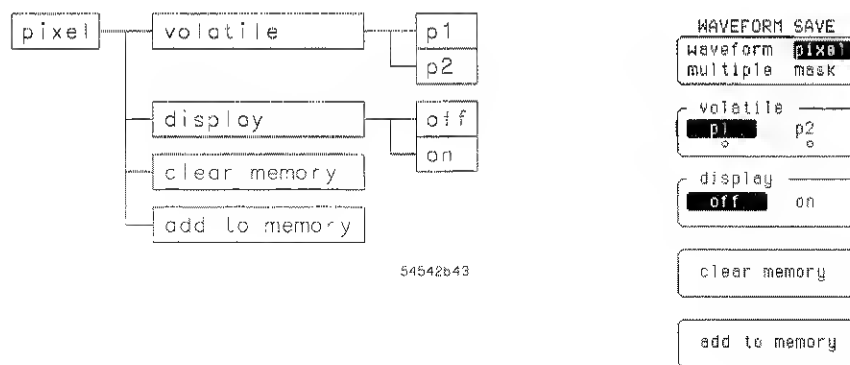 pixel
volatile
p1
p2
display
off
on
clear memory
add to memory
54542b43
WAVEFORM SAVE
waveform pixel
multiple mask
volatile
p1 p2
display
off on
clear memory
add to memory